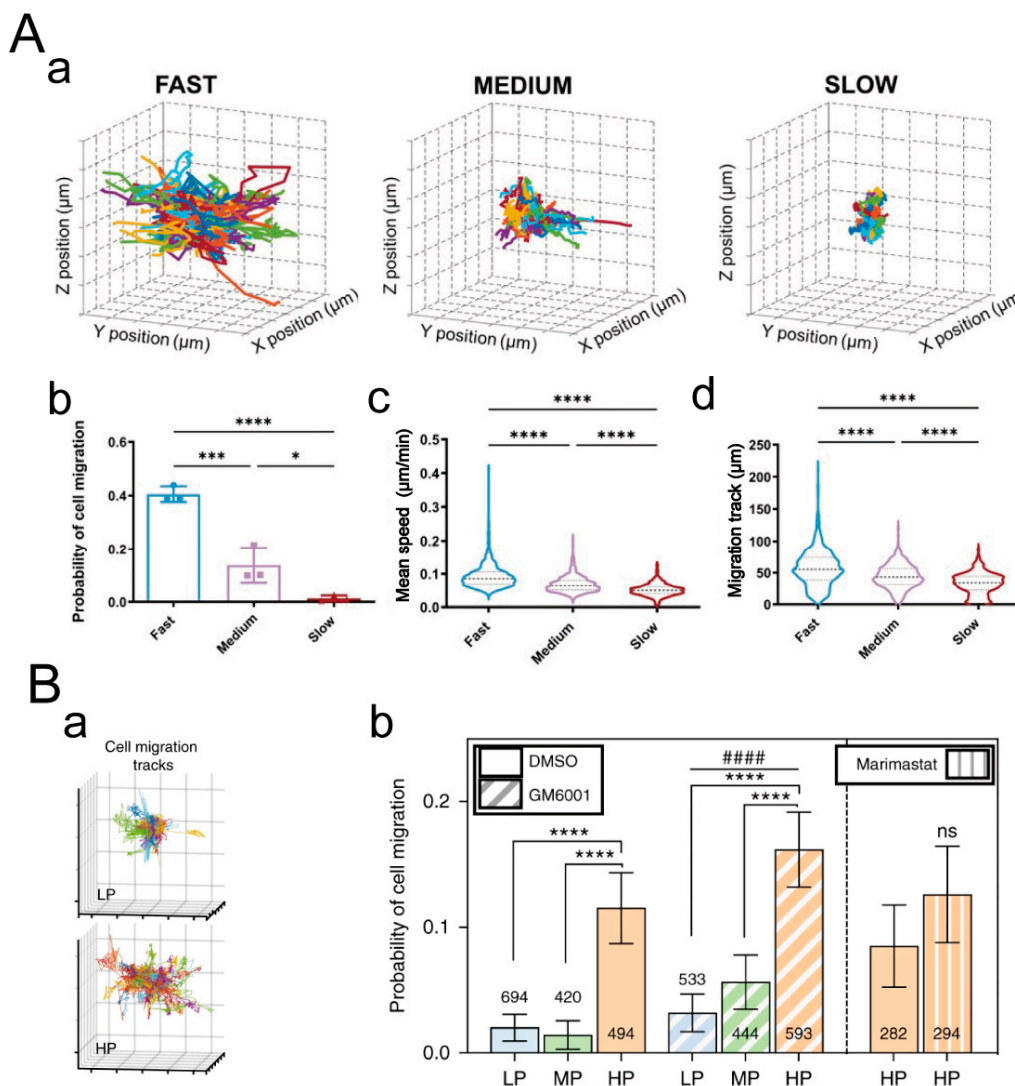 A
a
FAST
MEDIUM
SLOW
Z position (µm)
Y position (µm)
X position (µm)
Z position (µm)
Y position (µm)
X position (µm)
Z position (µm)
Y position (µm)
X position (µm)
b
Probability of cell migration
0.6
0.4
0.2
0.0
****
***
*
Fast
Medium
Slow
c
Mean speed (µm/min)
0.5
0.4
0.3
0.2
0.1
0.0
****
**** ****
Fast
Medium
Slow
d
Migration track (µm)
250
200
150
100
50
0
****
**** ****
Fast
Medium
Slow
B
a
Cell migration
tracks
LP
HP
b
Probability of cell migration
0.2
0.1
0.0
DMSO
GM6001
Marimastat
####
****
****
****
****
ns
694
420
494
533
444
593
282
294
LP MP HP LP MP HP HP HP